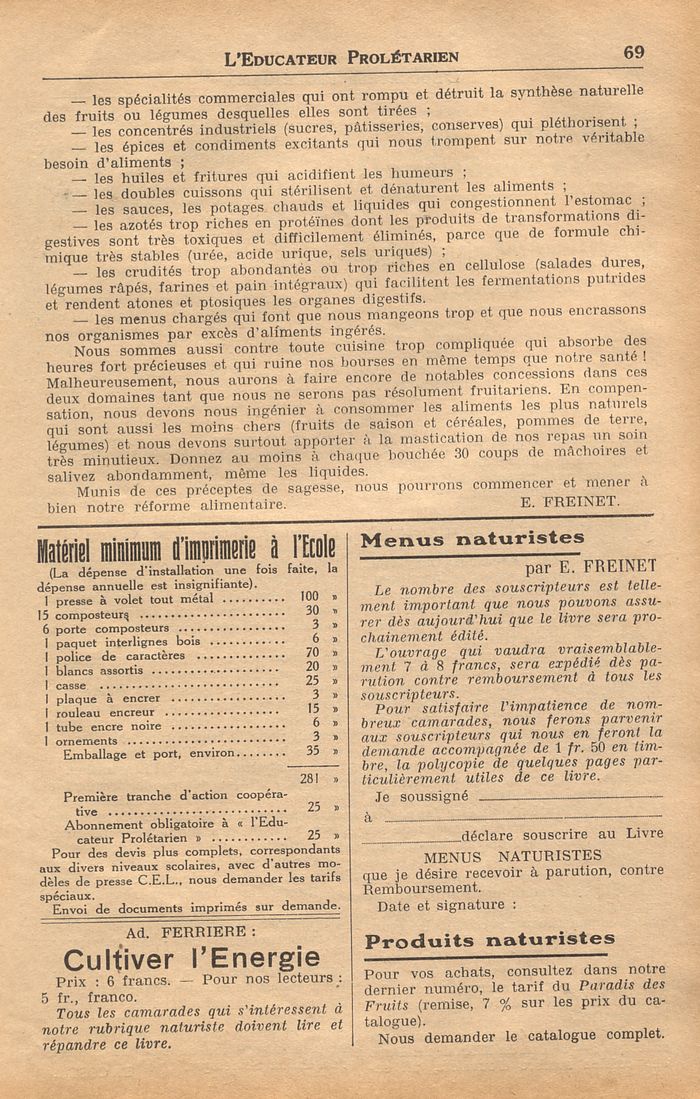 L'EDUCATEUR PROLÉTARIEN
69
— les spécialités commerciales qui ont rompu et détruit la synthèse naturelle
des fruits ou légumes desquelles elles sont tirées ;
— les concentrés industriels (sucres, pâtisseries, conserves) qui pléthorisent ;
— les épices et condiments excitants qui nous trompent sur notre véritable
besoin d'aliments ;
— les huiles et fritures qui acidifient les humeurs ;
— les doubles cuissons qui stérilisent et dénaturent les aliments ;
— les sauces, les potages chauds et liquides qui congestionnent l'estomac ;
— les azotés trop riches en protéïnes dont les produits de transformations di-
gestives sont très toxiques et difficilement éliminés, parce que de formule chi-
mique très stables (urée, acide urique, sels uriques) ;
— les crudités trop abondantes ou trop riches en cellulose (salades dures,
légumes râpés, farines et pain intégraux) qui facilitent les fermentations putrides
et rendent atones et ptosiques les organes digestifs.
— les menus chargés qui font que nous mangeons trop et que nous encrassons
nos organismes par excès d'aliments ingérés.
Nous sommes aussi contre toute cuisine trop compliquée qui absorbe des
heures fort précieuses et qui ruine nos bourses en même temps que notre santé !
Malheureusement, nous aurons à faire encore de notables concessions dans ces
deux domaines tant que nous ne serons pas résolument fruitariens. En compen-
sation, nous devons nous ingénier à consommer les aliments les plus naturels
qui sont aussi les moins chers (fruits de saison et céréales, pommes de terre,
légumes) et nous devons surtout apporter à la mastication de nos repas un soin
très minutieux. Donnez au moins à chaque bouchée 30 coups de mâchoires et
salivez abondamment, même les liquides.
Munis de ces préceptes de sagesse, nous pourrons commencer et mener à
bien notre réforme alimentaire. E. FREINET.
Matériel minimum d'imprimerie à l'Ecole
(La dépense d'installation une fois faite, la
dépense annuelle est insignifiante).
1 presse à volet tout métal .......... 100 »
15 composteurs .......... 30 »
6 porte composteurs .......... 3 »
1 paquet interlignes bois .......... 6 »
1 police de caractères .......... 70 »
1 blancs assortis .......... 20 »
1 casse .......... 25 »
1 plaque à encrer .......... 3 »
1 rouleau encreur .......... 15 »
1 tube encre noire .......... 6 »
1 ornements .......... 3 »
Emballage et port, environ........ 35 »
281 »
Première tranche d'action coopéra-
tive .......... 25 »
Abonnement obligatoire à « l'Edu-
cateur Prolétarien » .......... 25 »
Pour des devis plus complets, correspondants
aux divers niveaux scolaires, avec d'autres mo-
dèles de presse C.E.L., nous demander les tarifs
spéciaux.
Envoi de documents imprimés sur demande.
Ad. FERRIERE :
Cultiver l'Energie
Prix : 6 francs. — Pour nos lecteurs :
5 fr., franco.
Tous les camarades qui s'intéressent à
notre rubrique naturiste doivent lire et
répandre ce livre.
Menus naturistes
par E. FREINET
Le nombre des souscripteurs est telle-
ment important que nous pouvons assu-
rer dès aujourd'hui que le livre sera pro-
chainement édité.
L'ouvrage qui vaudra vraisemblable-
ment 7 à 8 francs, sera expédié dès pa-
rution contre remboursement à tous les
souscripteurs.
Pour satisfaire l'impatience de nom-
breux camarades, nous ferons parvenir
aux souscripteurs qui nous en feront la
demande accompagnée de 1 fr. 50 en tim-
bre, la polycopie de quelques pages par-
ticulièrement utiles de ce livre.
Je soussigné
à
déclare souscrire au Livre
MENUS NATURISTES
que je désire recevoir à parution, contre
Remboursement.
Date et signature :
Produits naturistes
Pour vos achats, consultez dans notre
dernier numéro, le tarif du Paradis des
Fruits (remise, 7 % sur les prix du ca-
talogue).
Nous demander le catalogue complet.